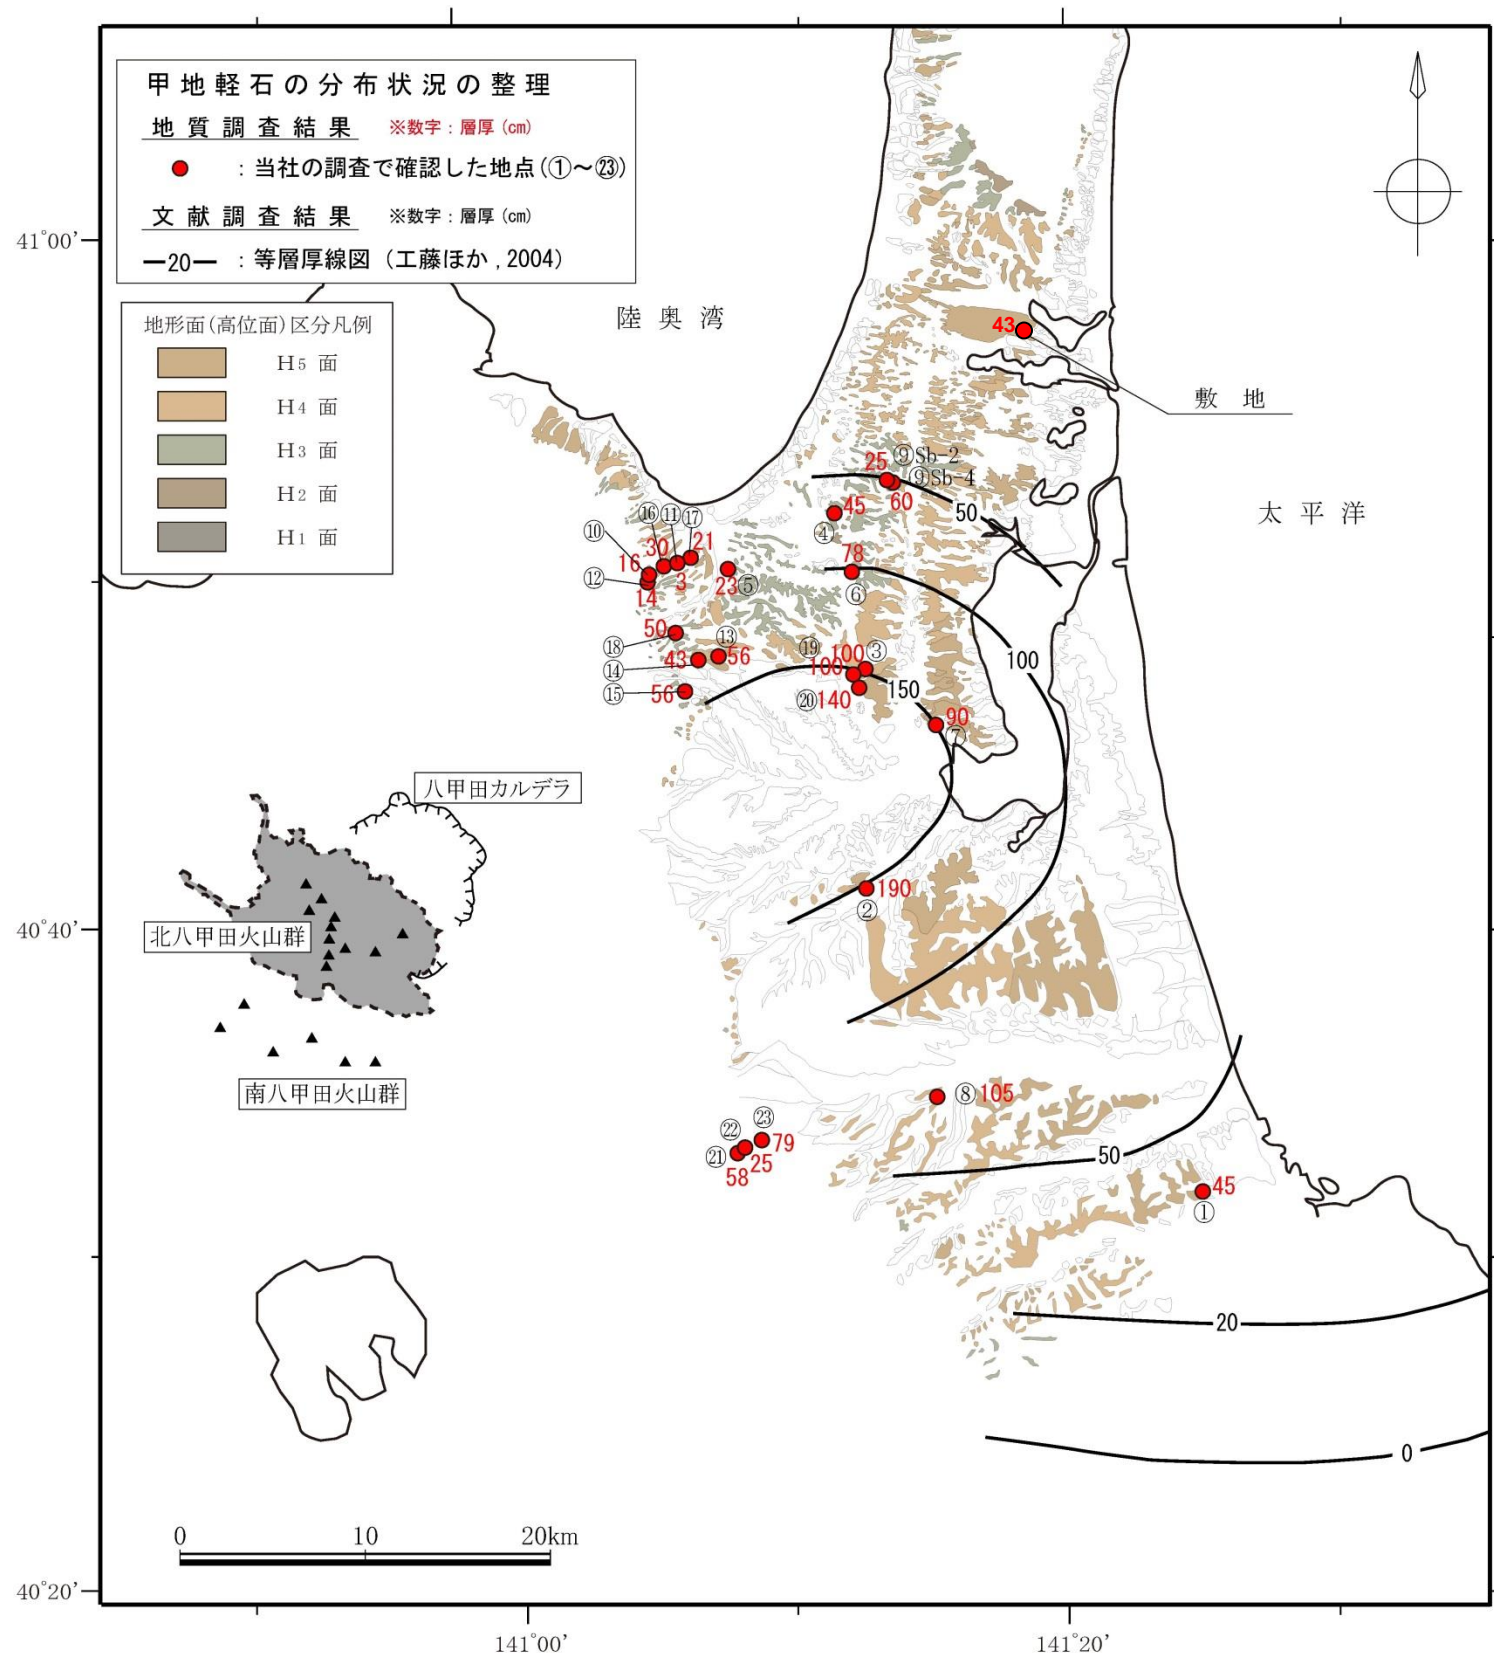 甲地軽石の分布状況の整理
地質調査結果 ※数字：層厚(cm)
：当社の調査で確認した地点(①～㉓)
文献調査結果 ※数字：層厚(cm)
—20— ：等層厚線図（工藤ほか,2004）
41°00’
地形面(高位面)区分凡例
H5 面
H4 面
H3 面
H2 面
H1 面
陸奥湾
43
敷地
太平洋
25 ⑨Sb-2
⑨Sb-4
60
50
45
④
78
⑥
⑩ ⑯ ⑪ ⑰
30 21
16
3
⑫
14
23 ⑤
50
⑱
⑬
56
43
⑭
⑮ 56
⑲ 100 ③
100
⑳ 140
150
100
90
⑦
八甲田カルデラ
190
②
40°40’
北八甲田火山群
南八甲田火山群
⑧ 105
㉓
㉒ 79
㉑ 25
58
50
45
①
20
0
0 10 20km
40°20’
141°00’ 141°20’